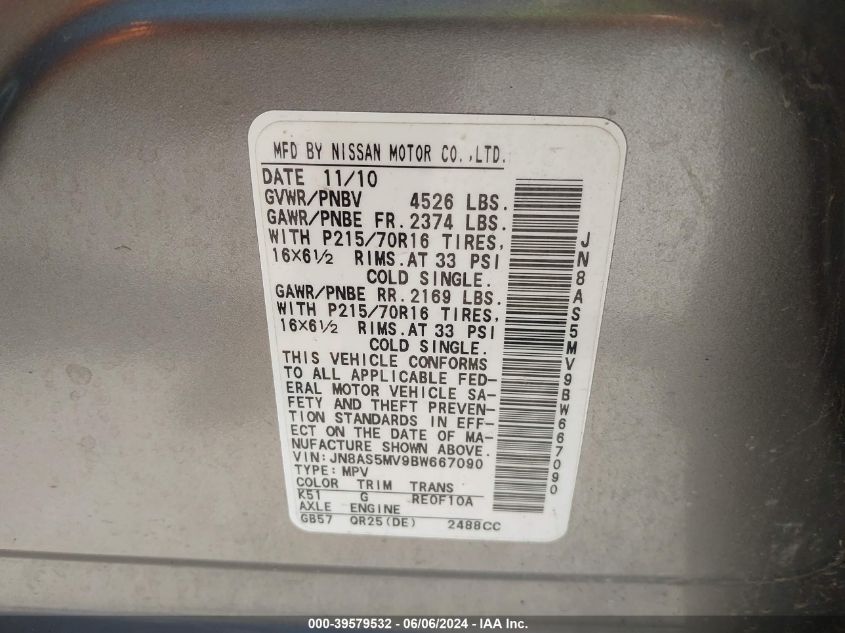 MFD BY NISSAN MOTOR CO.,LTD.
DATE 11/10
GVWR/PNBV 4526 LBS.
GAWR/PNBE FR. 2374 LBS.
WITH P215/70R16 TIRES,
16×6½ RIMS. AT 33 PSI
COLD SINGLE.
GAWR/PNBE RR. 2169 LBS.
WITH P215/70R16 TIRES,
16×6½ RIMS. AT 33 PSI
COLD SINGLE.
THIS VEHICLE CONFORMS
TO ALL APPLICABLE FED-
ERAL MOTOR VEHICLE SA-
FETY AND THEFT PREVEN-
TION STANDARDS IN EFF-
ECT ON THE DATE OF MA-
NUFACTURE SHOWN ABOVE.
VIN: JN8AS5MV9BW667090
TYPE: MPV
COLOR TRIM TRANS
K51 G RE0F10A
AXLE ENGINE
GB57 QR25(DE) 2488CC
JN8AS5MV9BW667090
000-39579532 - 06/06/2024 - IAA Inc.